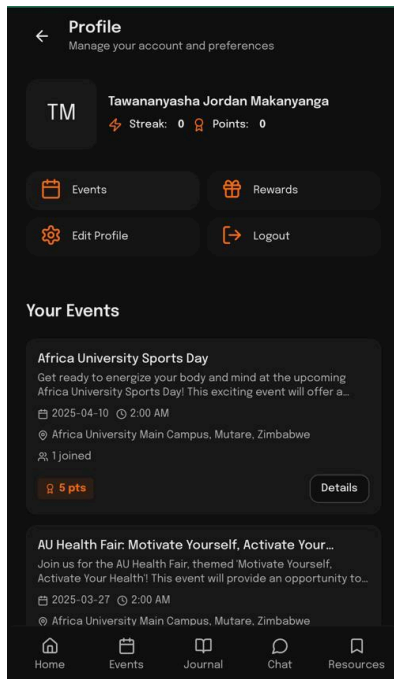 Profile
Manage your account and preferences
TM
Tawananyasha Jordan Makanyanga
Streak: 0 Points: 0
Events
Rewards
Edit Profile
Logout
Your Events
Africa University Sports Day
Get ready to energize your body and mind at the upcoming
Africa University Sports Day! This exciting event will offer a...
2025-04-10 2:00 AM
Africa University Main Campus, Mutare, Zimbabwe
1 joined
5 pts
Details
AU Health Fair: Motivate Yourself, Activate Your...
Join us for the AU Health Fair, themed 'Motivate Yourself,
Activate Your Health'! This event will provide an opportunity to...
2025-03-27 2:00 AM
Africa University Main Campus, Mutare, Zimbabwe
Home
Events
Journal
Chat
Resources